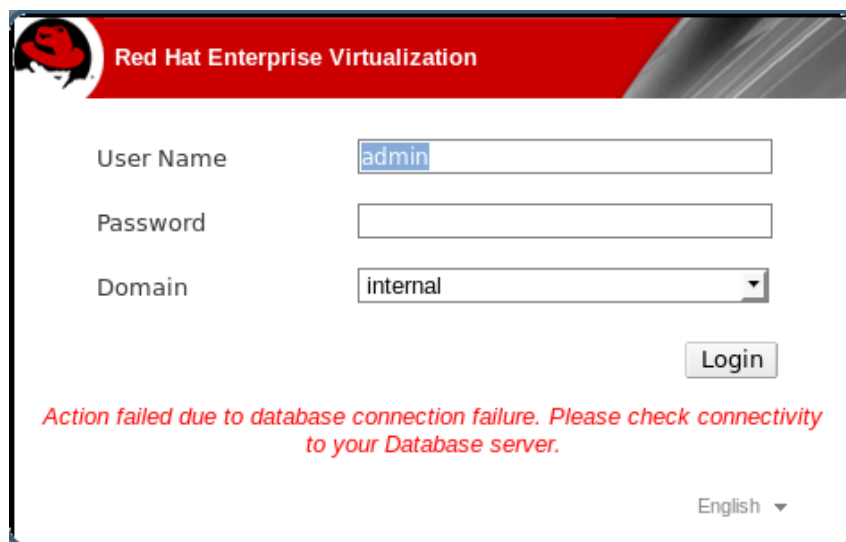 Red Hat Enterprise Virtualization
User Name
admin
Password
Domain
internal
Login
Action failed due to database connection failure. Please check connectivity
to your Database server.
English